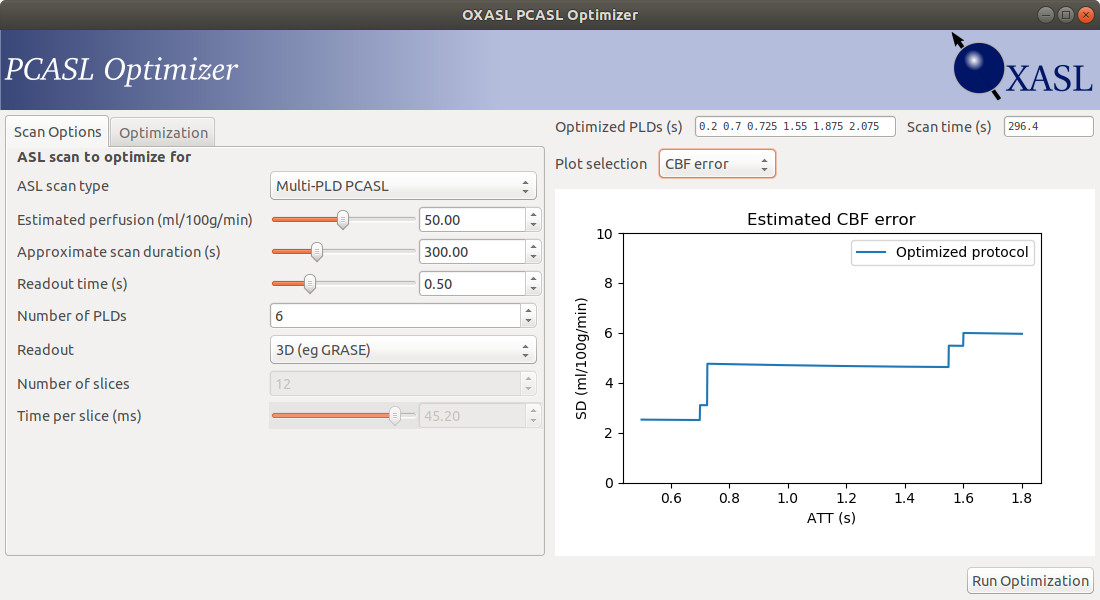 OXASL PCASL Optimizer
PCASL Optimizer
OXASL
Scan Options Optimization
ASL scan to optimize for
ASL scan type Multi-PLD PCASL
Estimated perfusion (ml/100g/min) 50.00
Approximate scan duration (s) 300.00
Readout time (s) 0.50
Number of PLDs 6
Readout 3D (eg GRASE)
Number of slices 12
Time per slice (ms) 45.20
Optimized PLDs (s) 0.2 0.7 0.725 1.55 1.875 2.075 Scan time (s) 296.4
Plot selection CBF error
Estimated CBF error
Optimized protocol
SD (ml/100g/min)
10
8
6
4
2
0
0.6 0.8 1.0 1.2 1.4 1.6 1.8
ATT (s)
Run Optimization